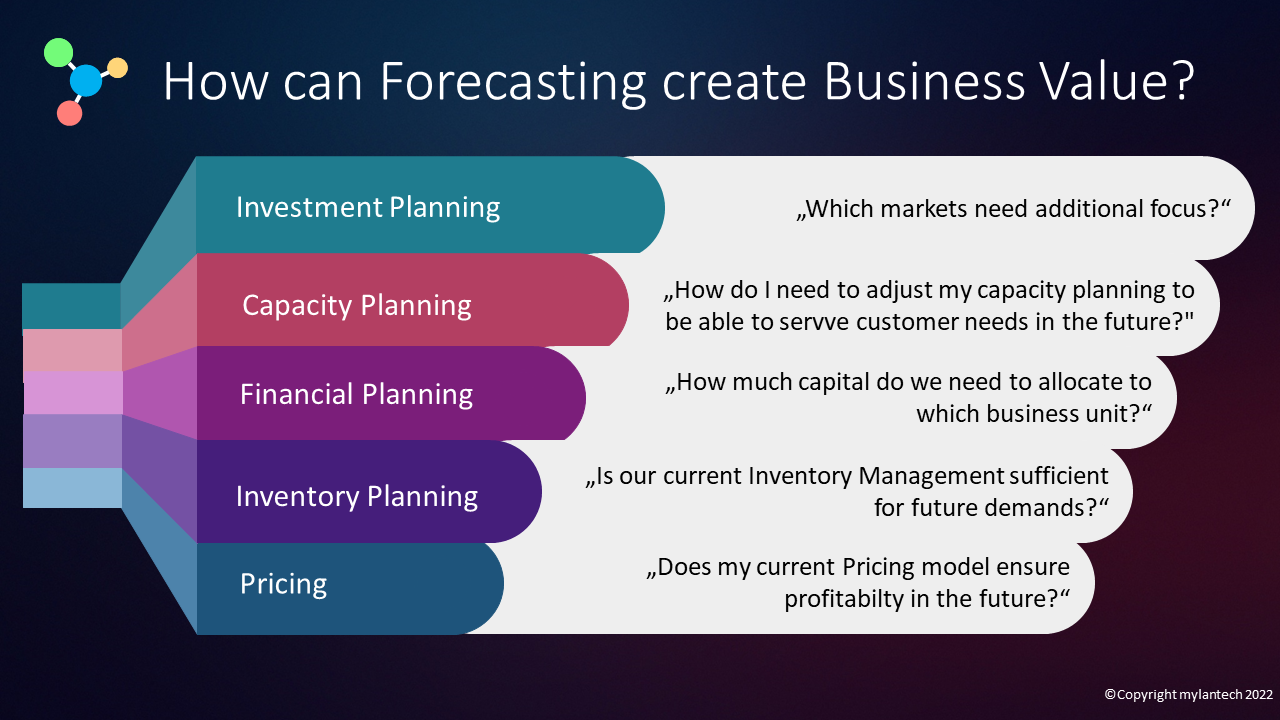 How can Forecasting create Business Value?
Investment Planning
„Which markets need additional focus?“
Capacity Planning
„How do I need to adjust my capacity planning to
be able to servve customer needs in the future?"
Financial Planning
„How much capital do we need to allocate to
which business unit?“
Inventory Planning
„Is our current Inventory Management sufficient
for future demands?“
Pricing
„Does my current Pricing model ensure
profitabilty in the future?“
©Copyright mylantech 2022